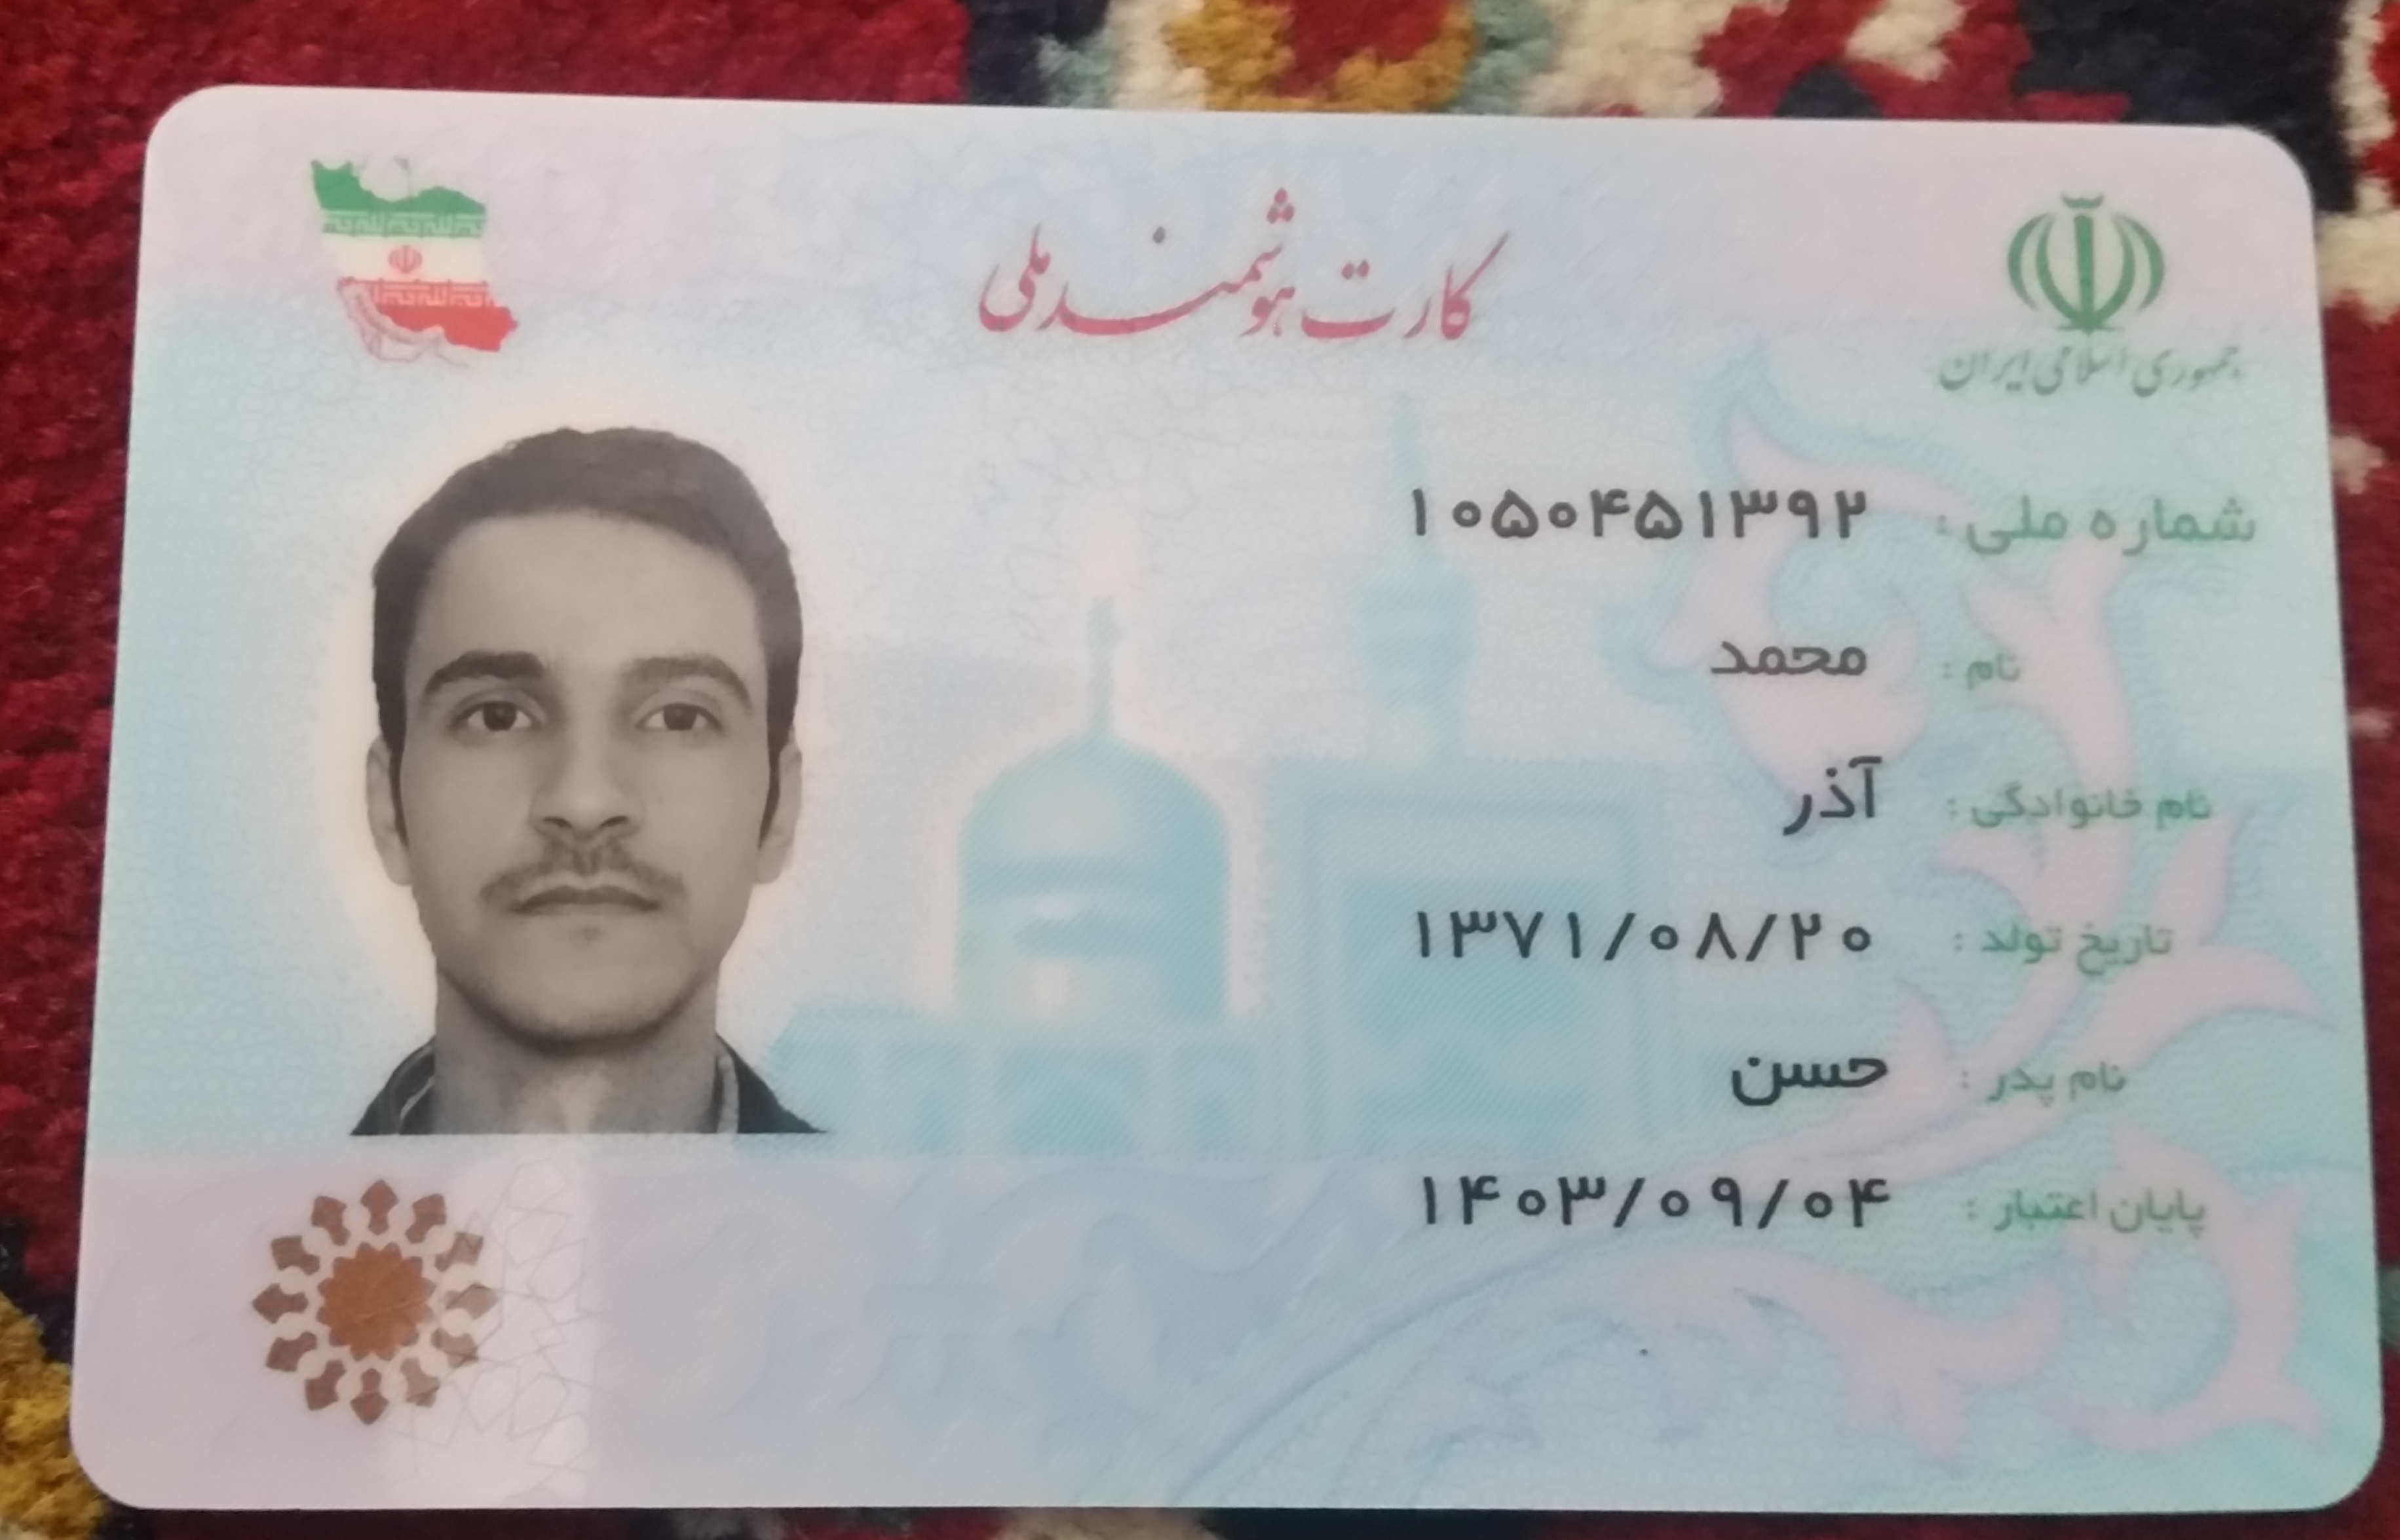 جمهوری اسلامی ایران
کارت هوشمند ملی
شماره ملی : ۱۰۵۰۴۵۱۳۹۲
نام : محمد
نام خانوادگی : آذر
تاریخ تولد : ۱۳۷۱/۰۸/۲۰
نام پدر : حسن
پایان اعتبار : ۱۴۰۳/۰۹/۰۴